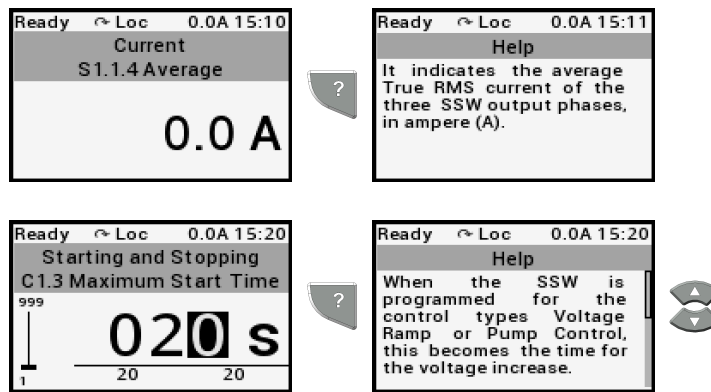 Ready ↷ Loc 0.0A 15:10
Current
S1.1.4 Average
0.0 A
?
Ready ↷ Loc 0.0A 15:11
Help
It indicates the average
True RMS current of the
three SSW output phases,
in ampere (A).
Ready ↷ Loc 0.0A 15:20
Starting and Stopping
C1.3 Maximum Start Time
999
020 s
1
20 20
?
Ready ↷ Loc 0.0A 15:20
Help
When the SSW is
programmed for the
control types Voltage
Ramp or Pump Control,
this becomes the time for
the voltage increase.